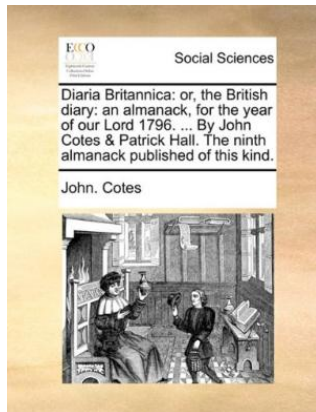 ECCO
Social Sciences
Diaria Britannica: or, the British
diary: an almanack, for the year
of our Lord 1796. ... By John
Cotes & Patrick Hall. The ninth
almanack published of this kind.
John. Cotes